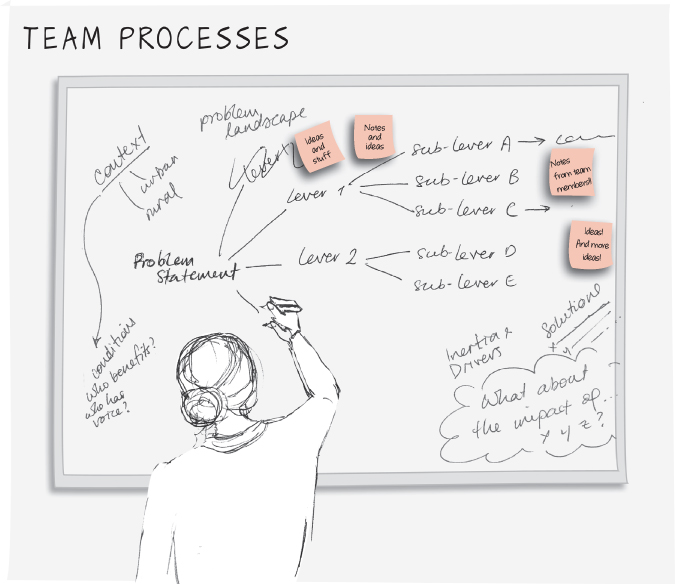 TEAM PROCESSES
problem
landscape
context
urban
rural
Ideas
and
stuff
Notes
and
ideas
Lever 1
sub-lever A
sub-lever B
sub-lever C
Notes
from team
members!!
Problem
Statement
Lever 2
sub-lever D
sub-lever E
Ideas!
And more
ideas!
conditions
who benefits?
who has
voice?
Inertia &
Drivers
Solutions
x y
What about
the impact of...
x y z?